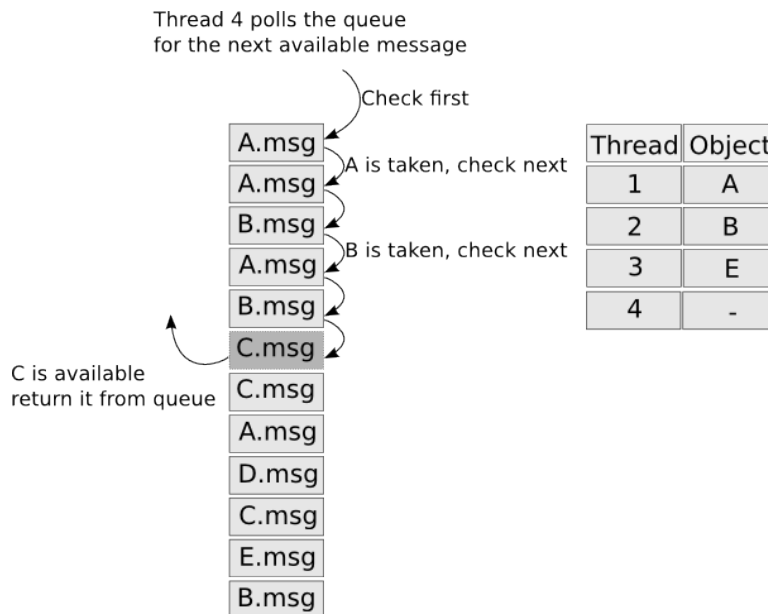 Thread 4 polls the queue
for the next available message
Check first
A.msg
A is taken, check next
A.msg
B.msg
B is taken, check next
A.msg
B.msg
C.msg
C is available
return it from queue
C.msg
A.msg
D.msg
C.msg
E.msg
B.msg
Thread Object
1 A
2 B
3 E
4 -